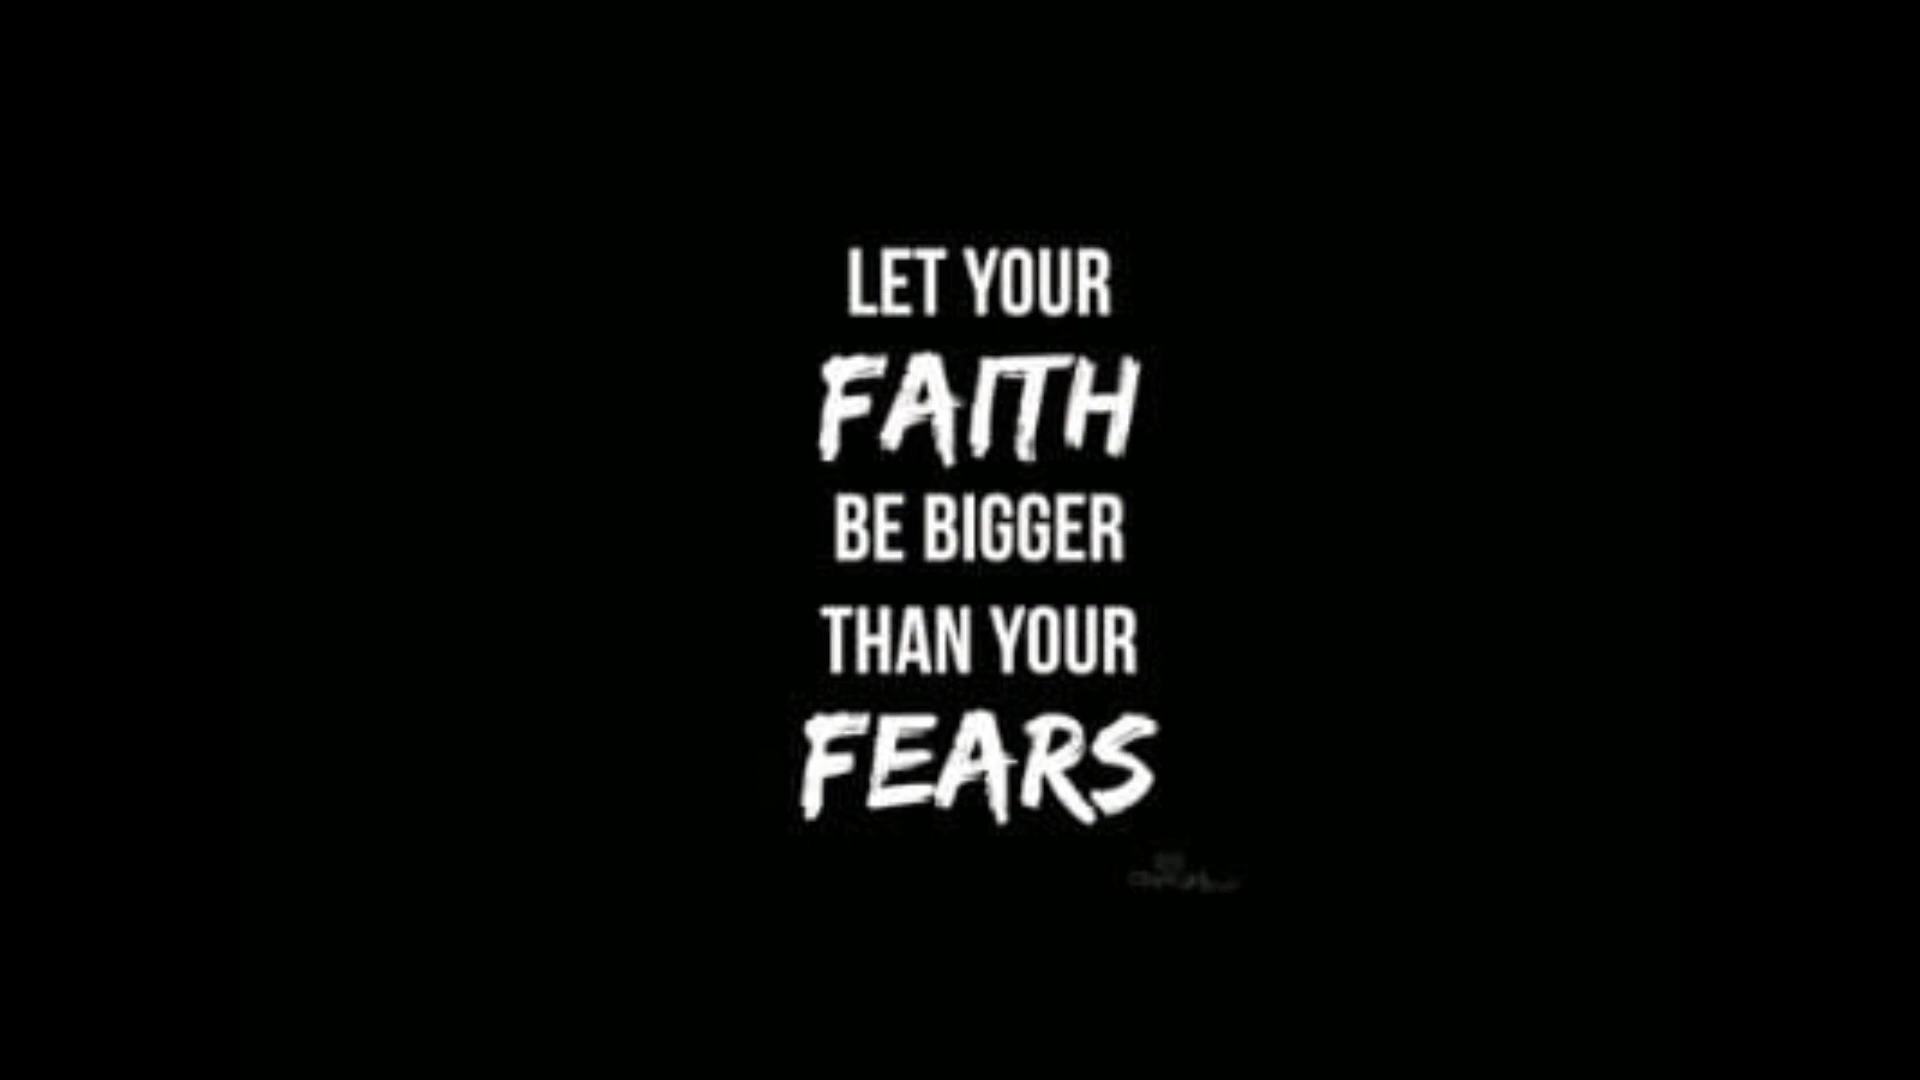 LET YOUR
FAITH
BE BIGGER
THAN YOUR
FEARS